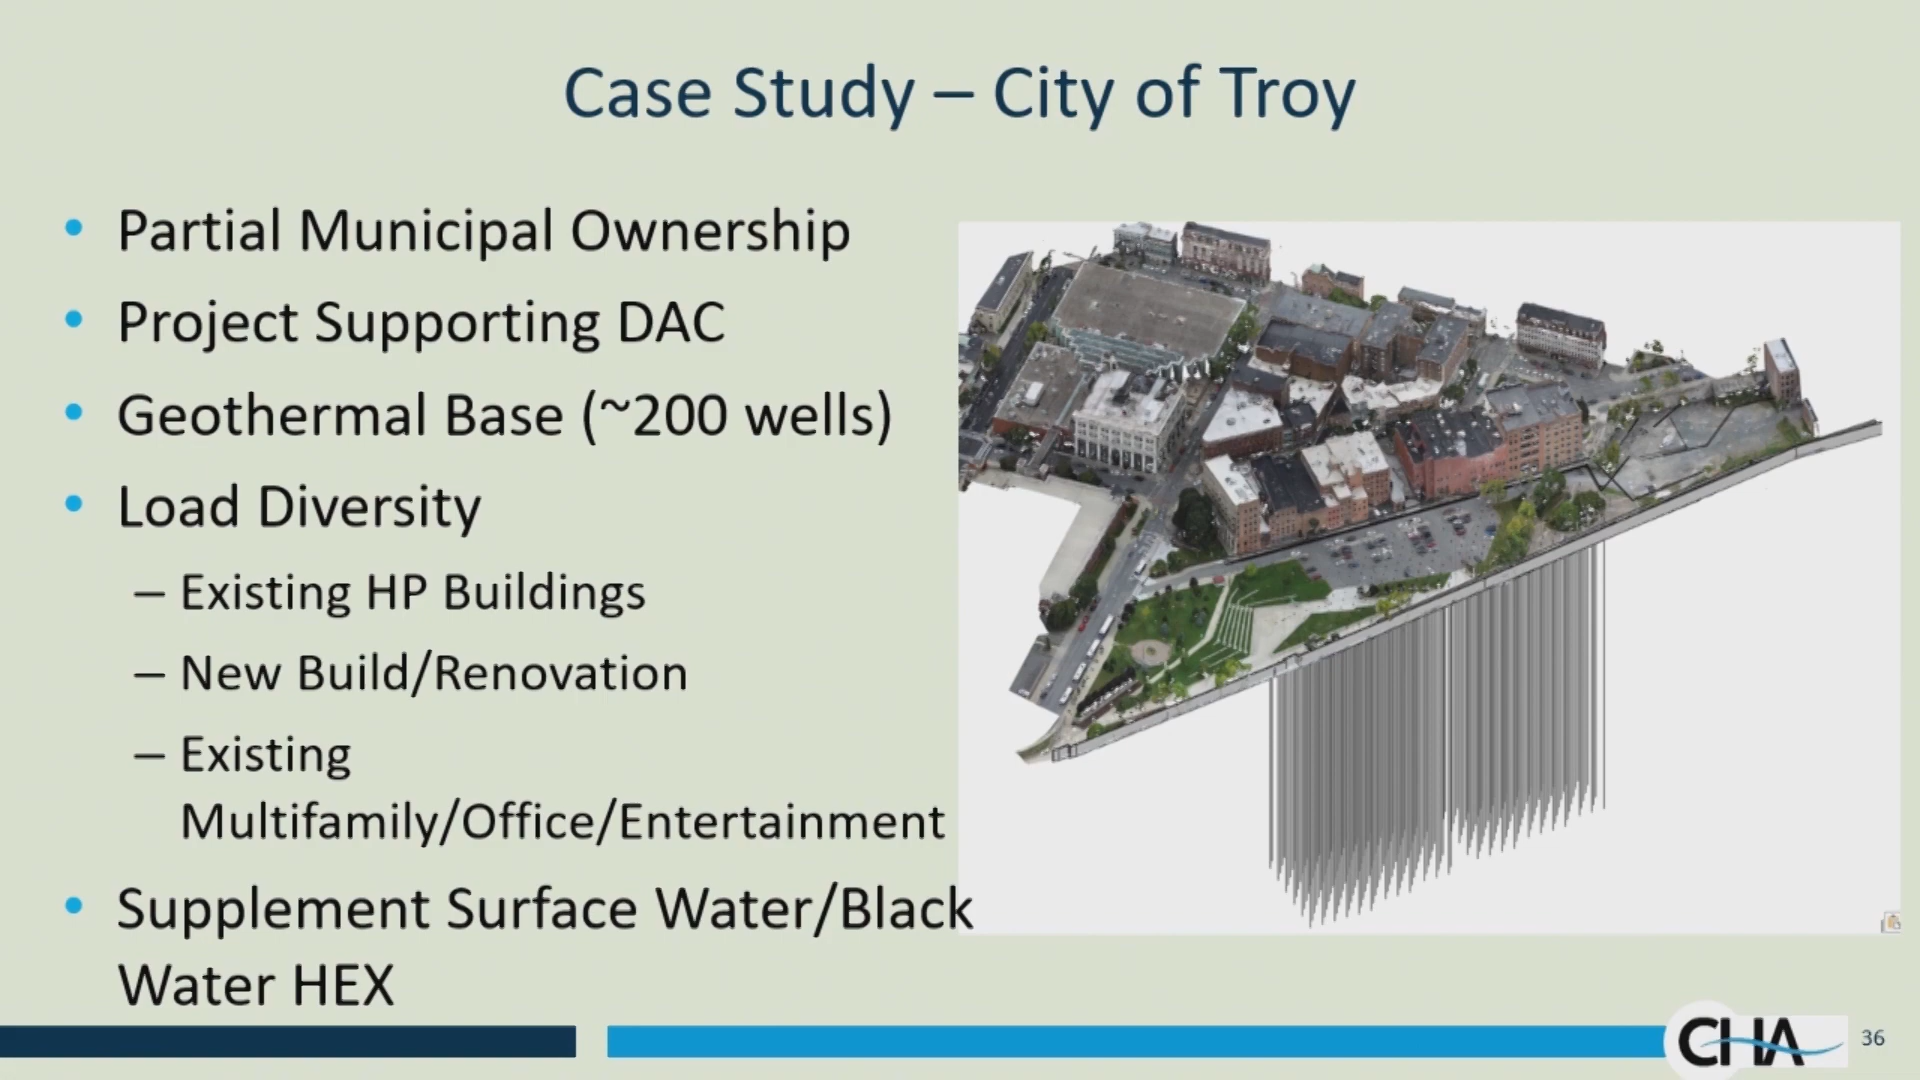 Case Study – City of Troy
• Partial Municipal Ownership
• Project Supporting DAC
• Geothermal Base (~200 wells)
• Load Diversity
– Existing HP Buildings
– New Build/Renovation
– Existing
Multifamily/Office/Entertainment
• Supplement Surface Water/Black
Water HEX
CHA
36